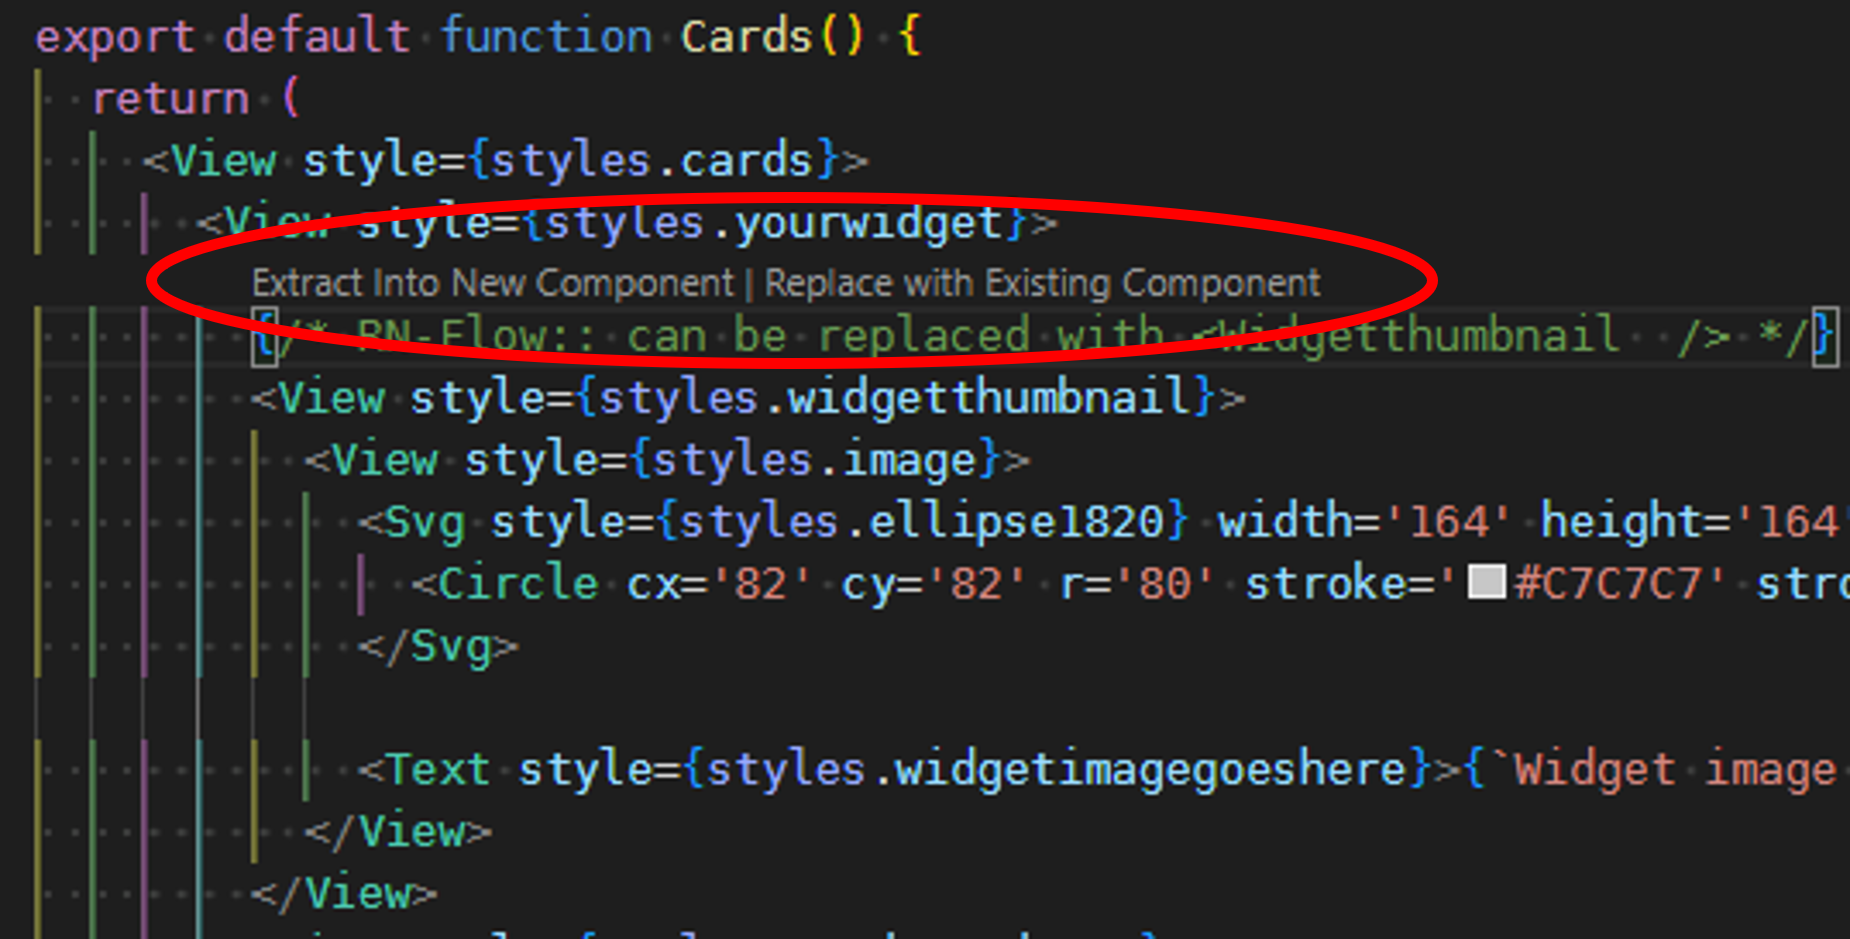 export default function Cards() {
return (
<View style={styles.cards}>
<View style={styles.yourwidget}>
Extract Into New Component | Replace with Existing Component
{/* RN-Flow:: can be replaced with <Widgetthumbnail  /> */}
<View style={styles.widgetthumbnail}>
<View style={styles.image}>
<Svg style={styles.ellipse1820} width='164' height='164'
<Circle cx='82' cy='82' r='80' stroke='#C7C7C7' stro
</Svg>
<Text style={styles.widgetimagegoeshere}>{`Widget image
</View>
</View>